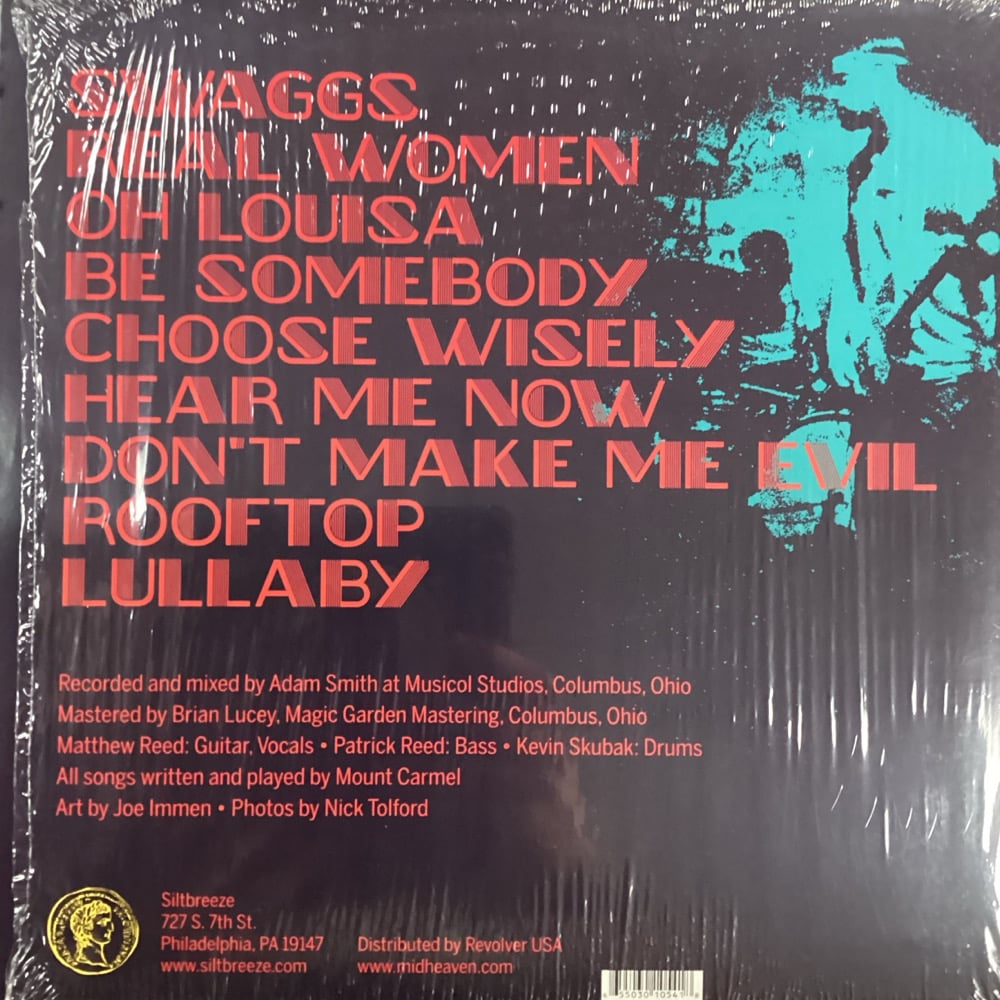 SWAGGS
REAL WOMEN
OH LOUISA
BE SOMEBODY
CHOOSE WISELY
HEAR ME NOW
DON'T MAKE ME EVIL
ROOFTOP
LULLABY
Recorded and mixed by Adam Smith at Musicol Studios, Columbus, Ohio
Mastered by Brian Lucey, Magic Garden Mastering, Columbus, Ohio
Matthew Reed: Guitar, Vocals • Patrick Reed: Bass • Kevin Skubak: Drums
All songs written and played by Mount Carmel
Art by Joe Immen • Photos by Nick Tolford
Siltbreeze
727 S. 7th St.
Philadelphia, PA 19147
www.siltbreeze.com
Distributed by Revolver USA
www.midheaven.com
55030 10541